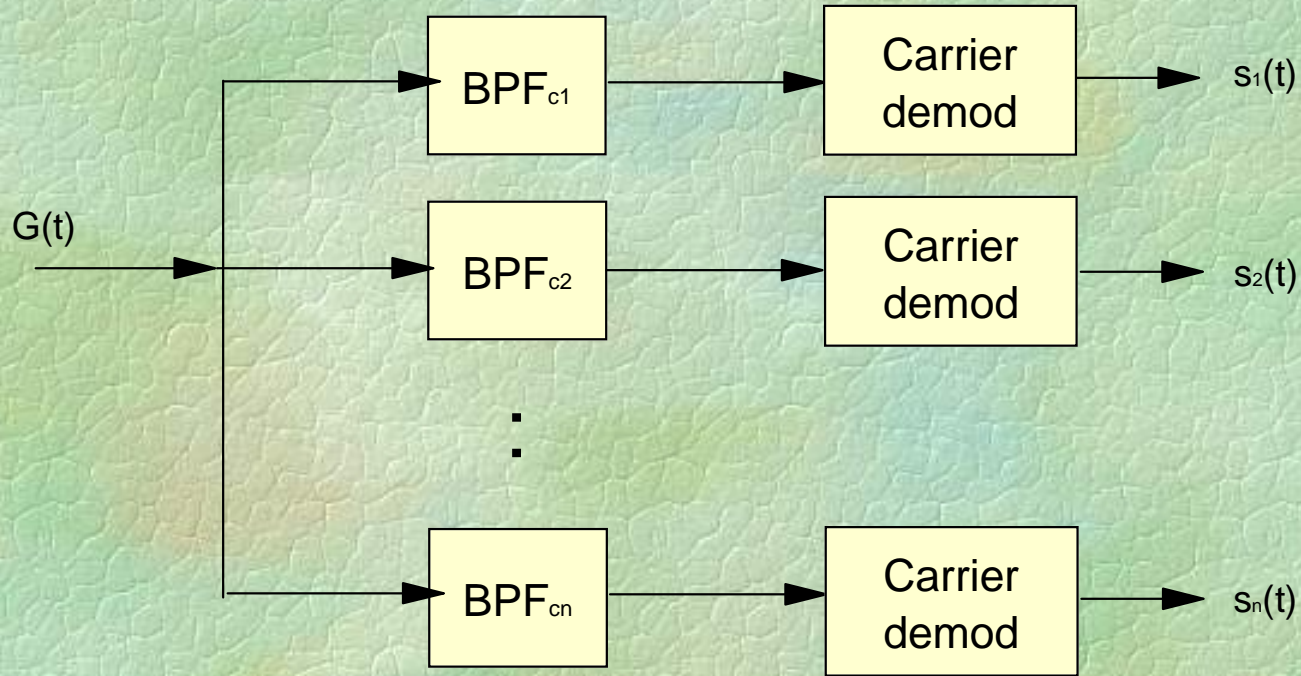 BPFc1
Carrier
demod
s1(t)
G(t)
BPFc2
Carrier
demod
s2(t)
:
BPFcn
Carrier
demod
sn(t)